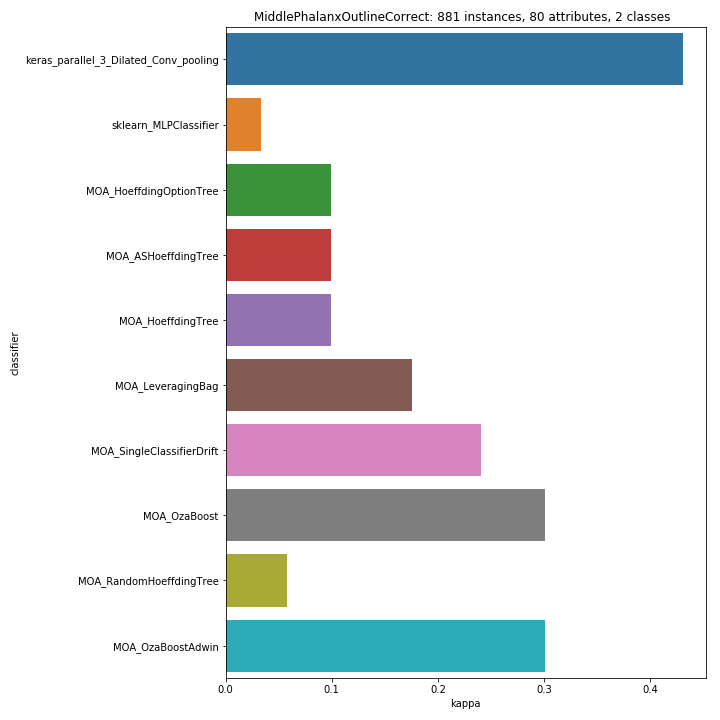 MiddlePhalanxOutlineCorrect: 881 instances, 80 attributes, 2 classes
keras_parallel_3_Dilated_Conv_pooling
sklearn_MLPClassifier
MOA_HoeffdingOptionTree
MOA_ASHoeffdingTree
MOA_HoeffdingTree
classifier
MOA_LeveragingBag
MOA_SingleClassifierDrift
MOA_OzaBoost
MOA_RandomHoeffdingTree
MOA_OzaBoostAdwin
0.0 0.1 0.2 0.3 0.4
kappa